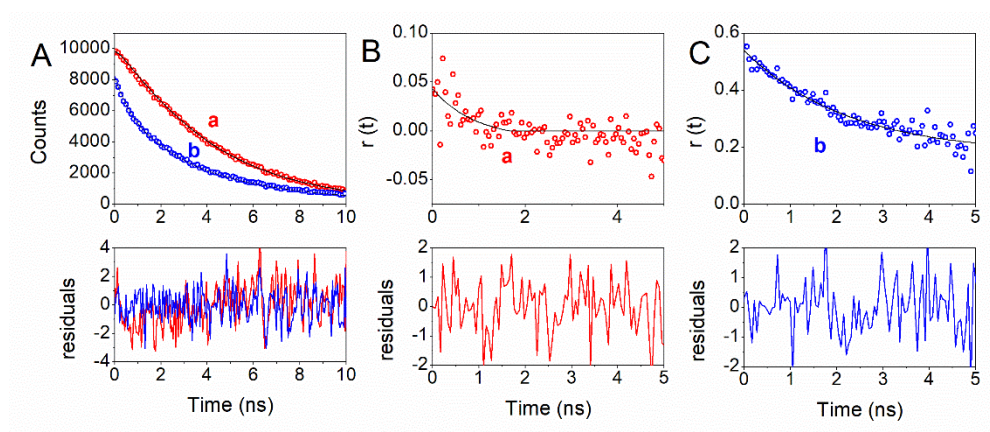 A
10000
8000
6000
4000
2000
0
Counts
a
b
0 2 4 6 8 10
4
2
0
-2
-4
residuals
0 2 4 6 8 10
Time (ns)
B
0.10
0.05
0.00
-0.05
r (t)
a
0 2 4
2
1
0
-1
-2
residuals
0 1 2 3 4 5
Time (ns)
C
0.6
0.4
0.2
0.0
r (t)
b
0 1 2 3 4 5
2
1
0
-1
-2
residuals
0 1 2 3 4 5
Time (ns)